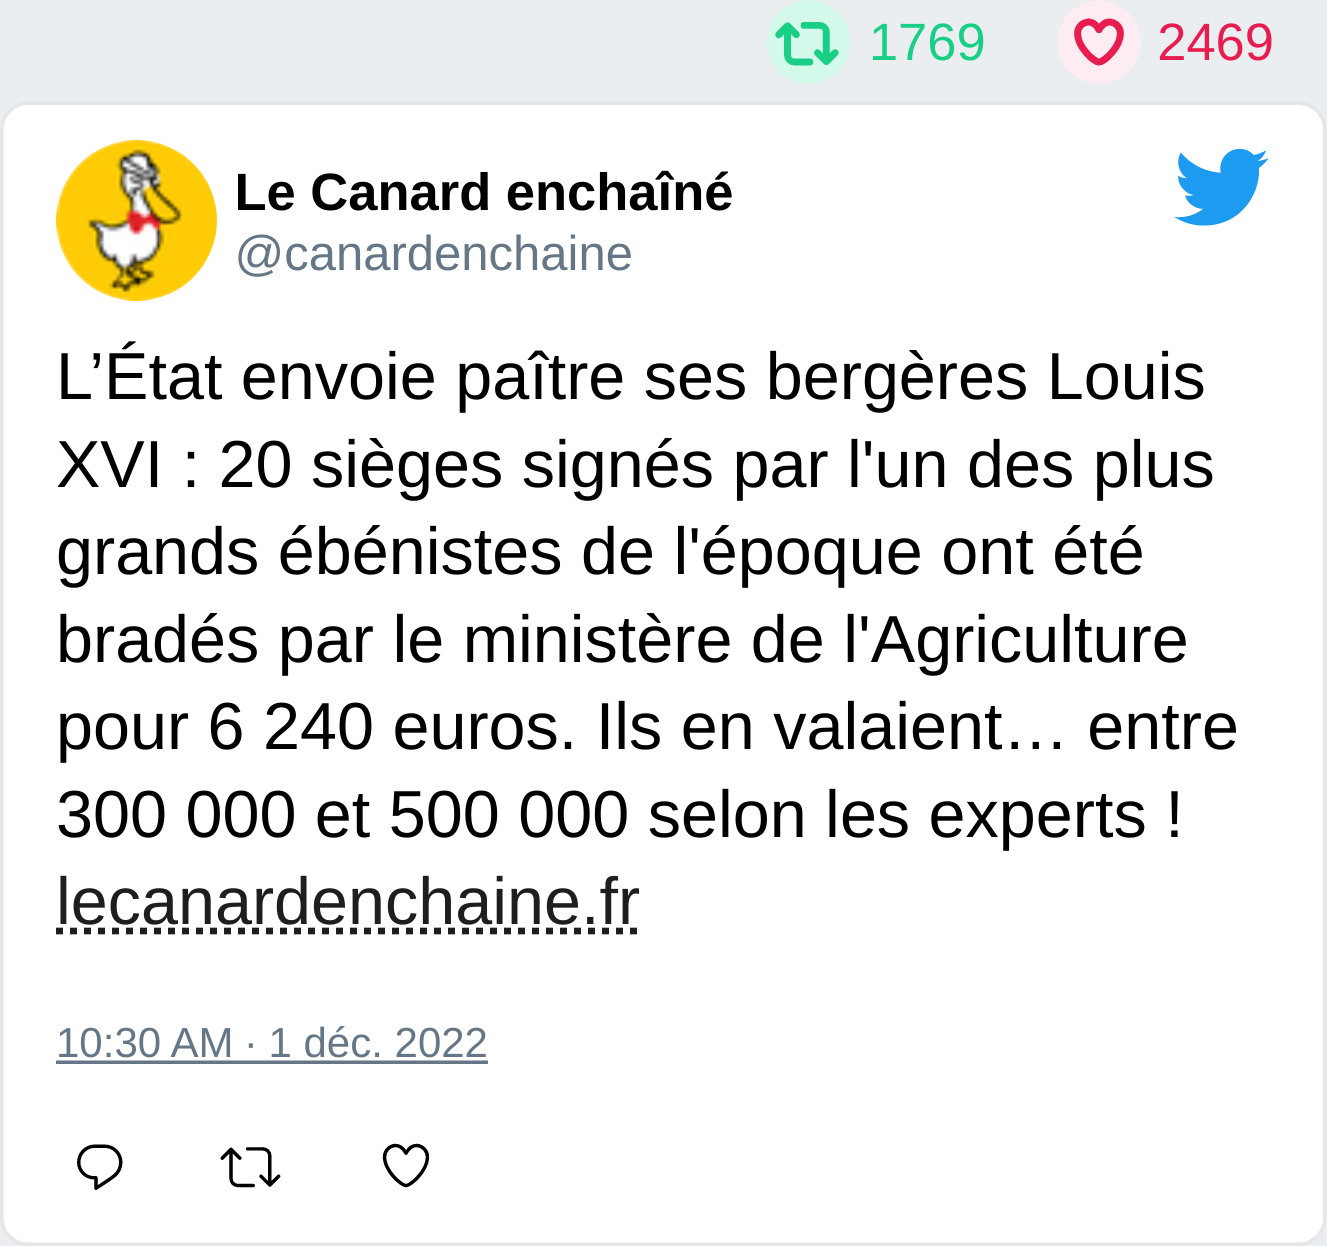 1769 2469
Le Canard enchaîné
@canardenchaine
L’État envoie paître ses bergères Louis
XVI : 20 sièges signés par l'un des plus
grands ébénistes de l'époque ont été
bradés par le ministère de l'Agriculture
pour 6 240 euros. Ils en valaient… entre
300 000 et 500 000 selon les experts !
lecanardenchaine.fr
10:30 AM · 1 déc. 2022